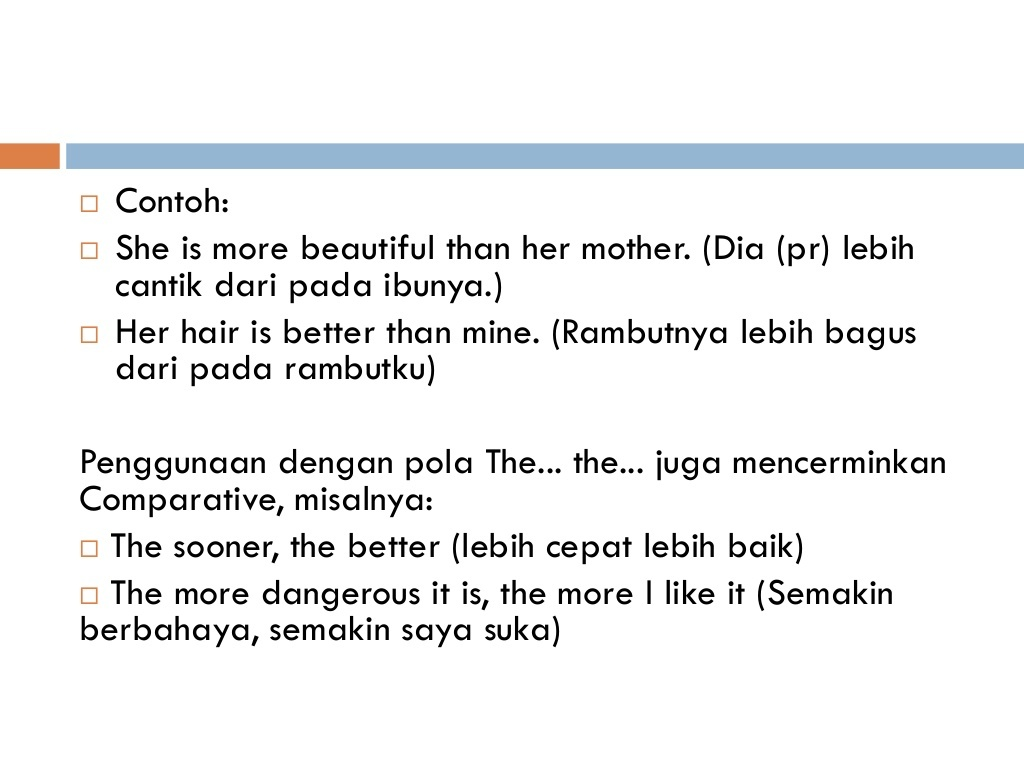 Contoh:
She is more beautiful than her mother. (Dia (pr) lebih
cantik dari pada ibunya.)
Her hair is better than mine. (Rambutnya lebih bagus
dari pada rambutku)
Penggunaan dengan pola The... the... juga mencerminkan
Comparative, misalnya:
The sooner, the better (lebih cepat lebih baik)
The more dangerous it is, the more I like it (Semakin
berbahaya, semakin saya suka)